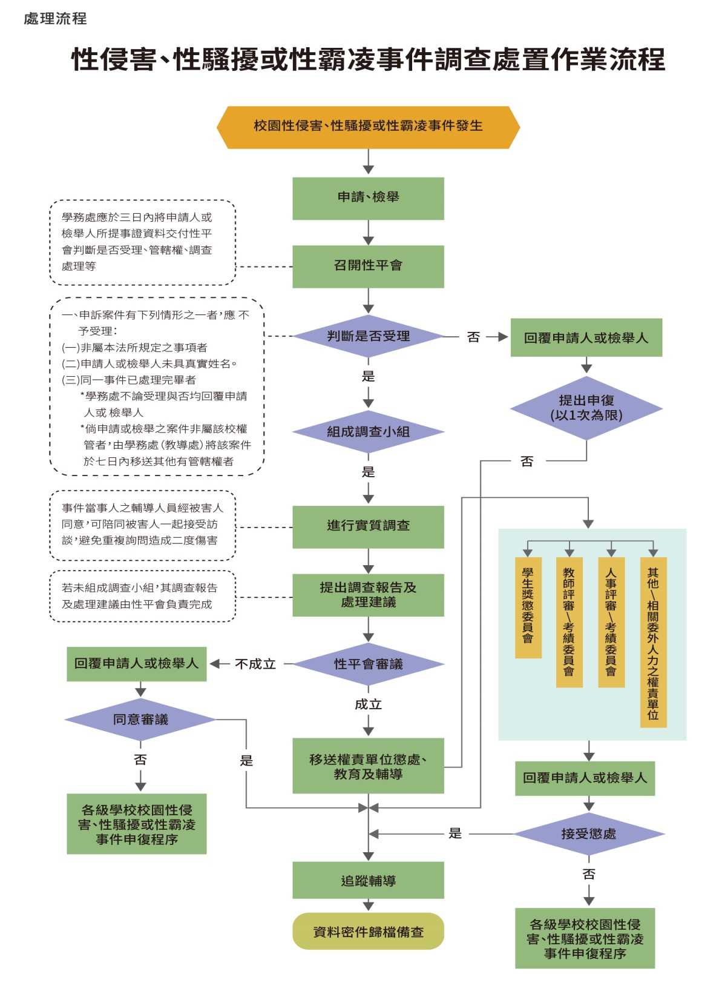 處理流程
性侵害、性騷擾或性霸凌事件調查處置作業流程
校園性侵害、性騷擾或性霸凌事件發生
申請、檢舉
學務處應於三日內將申請人或
檢舉人所提事證資料交付性平
會判斷是否受理、管轄權、調查
處理等
召開性平會
一、申訴案件有下列情形之一者，應 不
予受理：
(一)非屬本法所規定之事項者
(二)申請人或檢舉人未具真實姓名。
(三)同一事件已處理完畢者
*學務處不論受理與否均回覆申請
人或 檢舉人
*倘申請或檢舉之案件非屬該校權
管者，由學務處（教導處）將該案件
於七日內移送其他有管轄權者
判斷是否受理
否
回覆申請人或檢舉人
是
提出申復
(以1次為限)
組成調查小組
否
是
事件當事人之輔導人員經被害人
同意，可陪同被害人一起接受訪
談，避免重複詢問造成二度傷害
進行實質調查
若未組成調查小組，其調查報告
及處理建議由性平會負責完成
提出調查報告及
處理建議
學生獎懲委員會
教師評審\考績委員會
人事評審\考績委員會
其他\相關委外人力之權責單位
回覆申請人或檢舉人
不成立
性平會審議
成立
同意審議
否
是
移送權責單位懲處、
教育及輔導
回覆申請人或檢舉人
各級學校校園性侵
害、性騷擾或性霸凌
事件申復程序
是
接受懲處
否
追蹤輔導
資料密件歸檔備查
各級學校校園性侵
害、性騷擾或性霸凌
事件申復程序